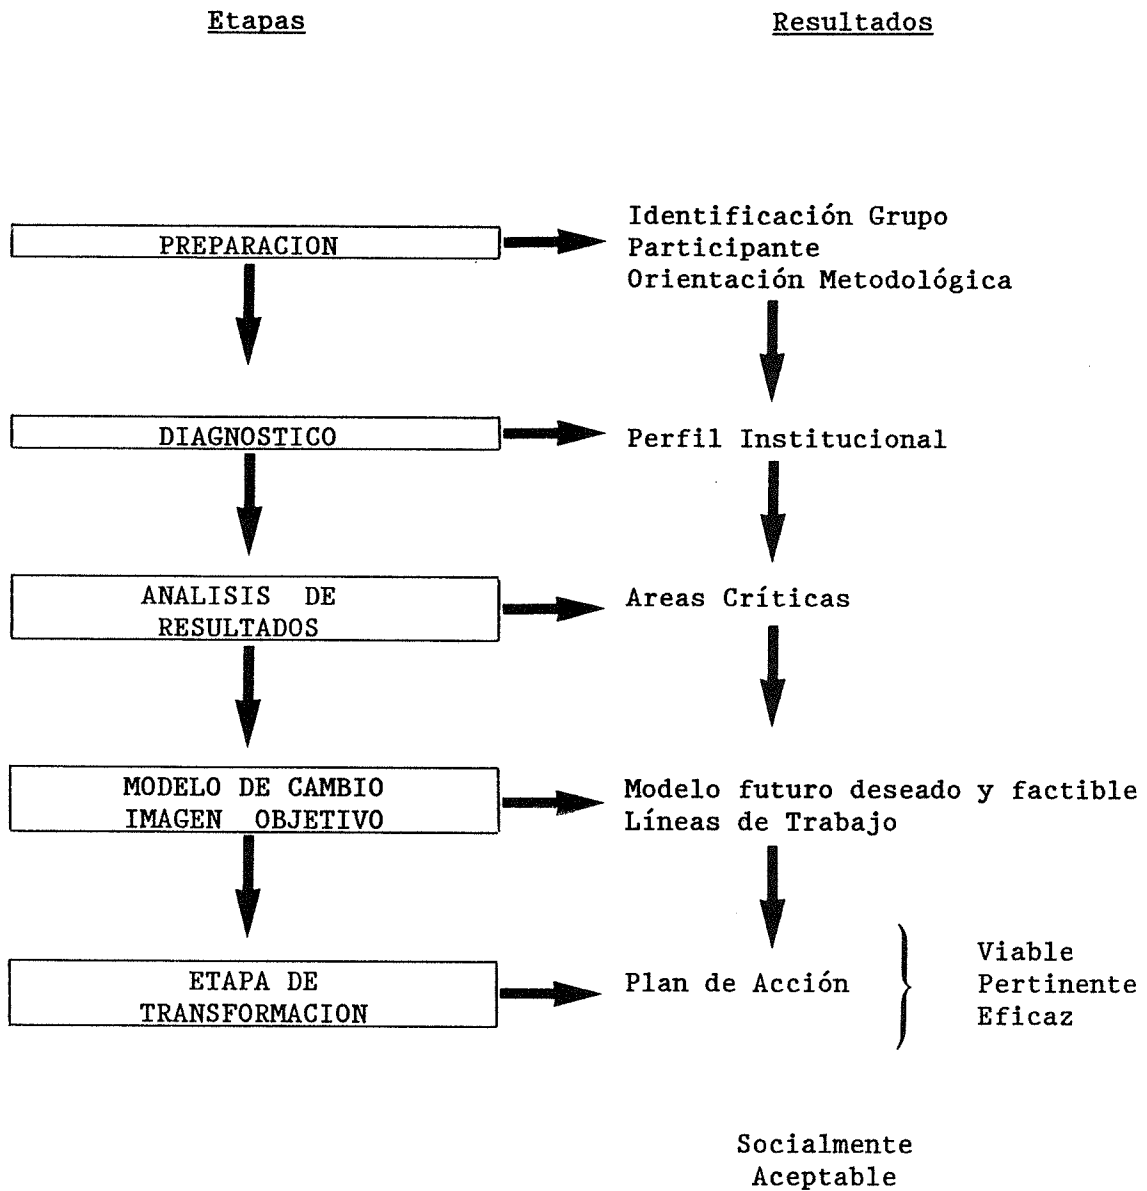 Etapas
Resultados
PREPARACION
Identificación Grupo
Participante
Orientación Metodológica
DIAGNOSTICO
Perfil Institucional
ANALISIS DE
RESULTADOS
Areas Críticas
MODELO DE CAMBIO
IMAGEN OBJETIVO
Modelo futuro deseado y factible
Líneas de Trabajo
ETAPA DE
TRANSFORMACION
Plan de Acción
Viable
Pertinente
Eficaz
Socialmente
Aceptable